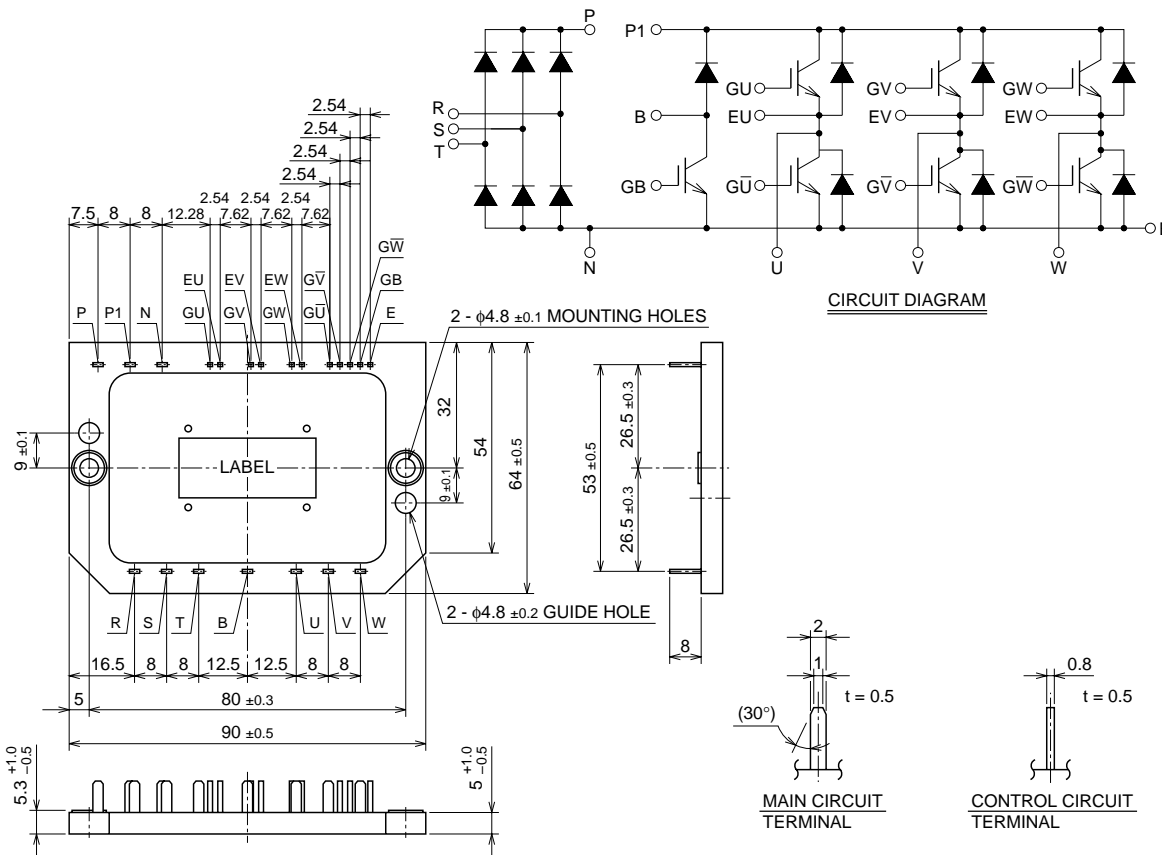 P
P1
GU
GV
GW
R
B
EU
EV
EW
S
T
GB
GU̅
GV̅
GW̅
N
U
V
W
CIRCUIT DIAGRAM
2.54
2.54
2.54
2.54
2.54 2.54 2.54
7.5 8 8 12.28 7.62 7.62 7.62
GW̅
EU EV EW GV̅ GB
P P1 N GU GV GW GU̅ E
2 - φ4.8 ±0.1 MOUNTING HOLES
9 ±0.1
LABEL
32
54
64 ±0.5
9 ±0.1
53 ±0.5
26.5 ±0.3
26.5 ±0.3
8
2 - φ4.8 ±0.2 GUIDE HOLE
R S T B U V W
16.5 8 8 12.5 12.5 8 8
5 80 ±0.3
90 ±0.5
5.3 +1.0 -0.5
5 +1.0 -0.5
2
1
t = 0.5
(30°)
MAIN CIRCUIT
TERMINAL
0.8
t = 0.5
CONTROL CIRCUIT
TERMINAL